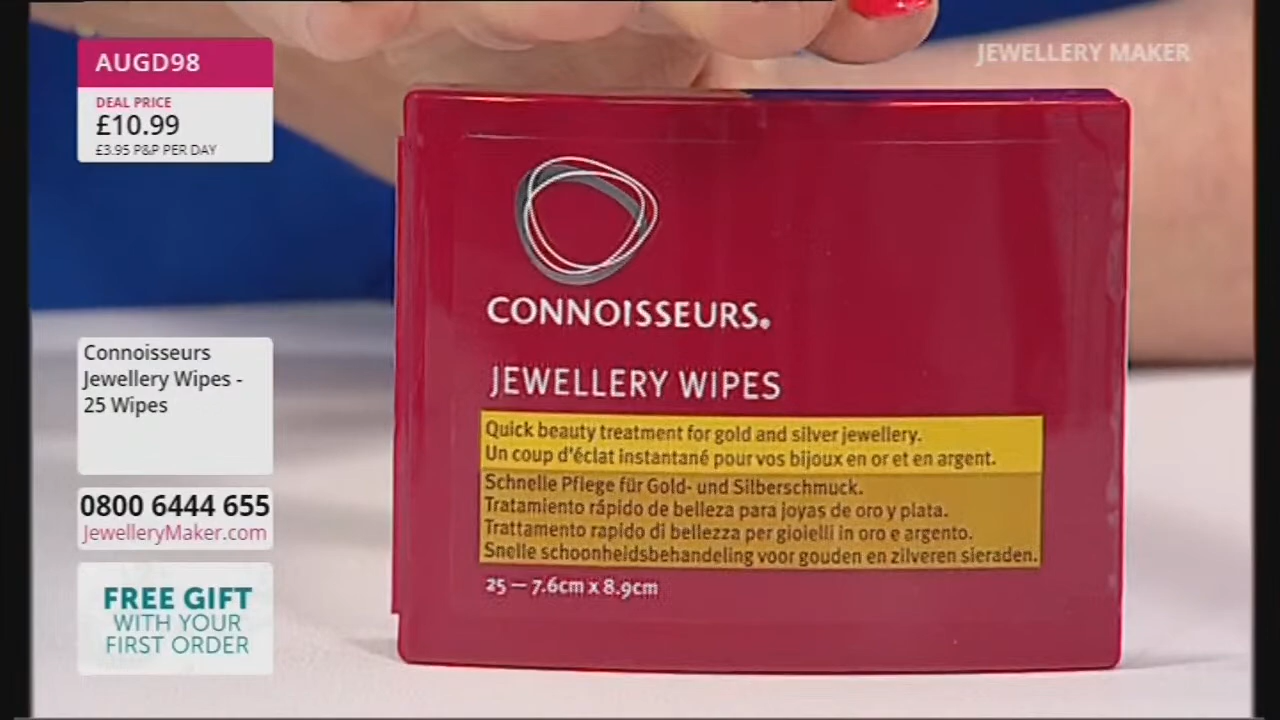 AUGD98
DEAL PRICE
£10.99
£3.95 P&P PER DAY
Connoisseurs
Jewellery Wipes -
25 Wipes
0800 6444 655
JewelleryMaker.com
FREE GIFT
WITH YOUR
FIRST ORDER
JEWELLERY MAKER
CONNOISSEURS®
JEWELLERY WIPES
Quick beauty treatment for gold and silver jewellery.
Un coup d'éclat instantané pour vos bijoux en or et en argent.
Schnelle Pflege für Gold- und Silberschmuck.
Tratamiento rápido de belleza para joyas de oro y plata.
Trattamento rapido di bellezza per gioielli in oro e argento.
Snelle schoonheidsbehandeling voor gouden en zilveren sieraden.
25 – 7.6cm x 8.9cm